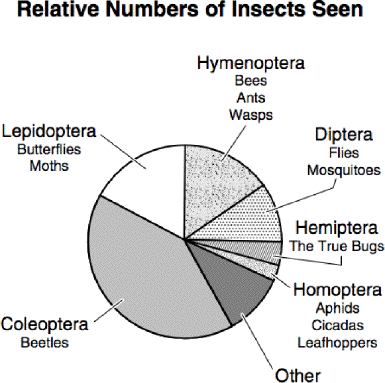 Relative Numbers of Insects Seen
Hymenoptera
Bees
Ants
Wasps
Lepidoptera
Butterflies
Moths
Diptera
Flies
Mosquitoes
Hemiptera
The True Bugs
Homoptera
Aphids
Cicadas
Leafhoppers
Coleoptera
Beetles
Other